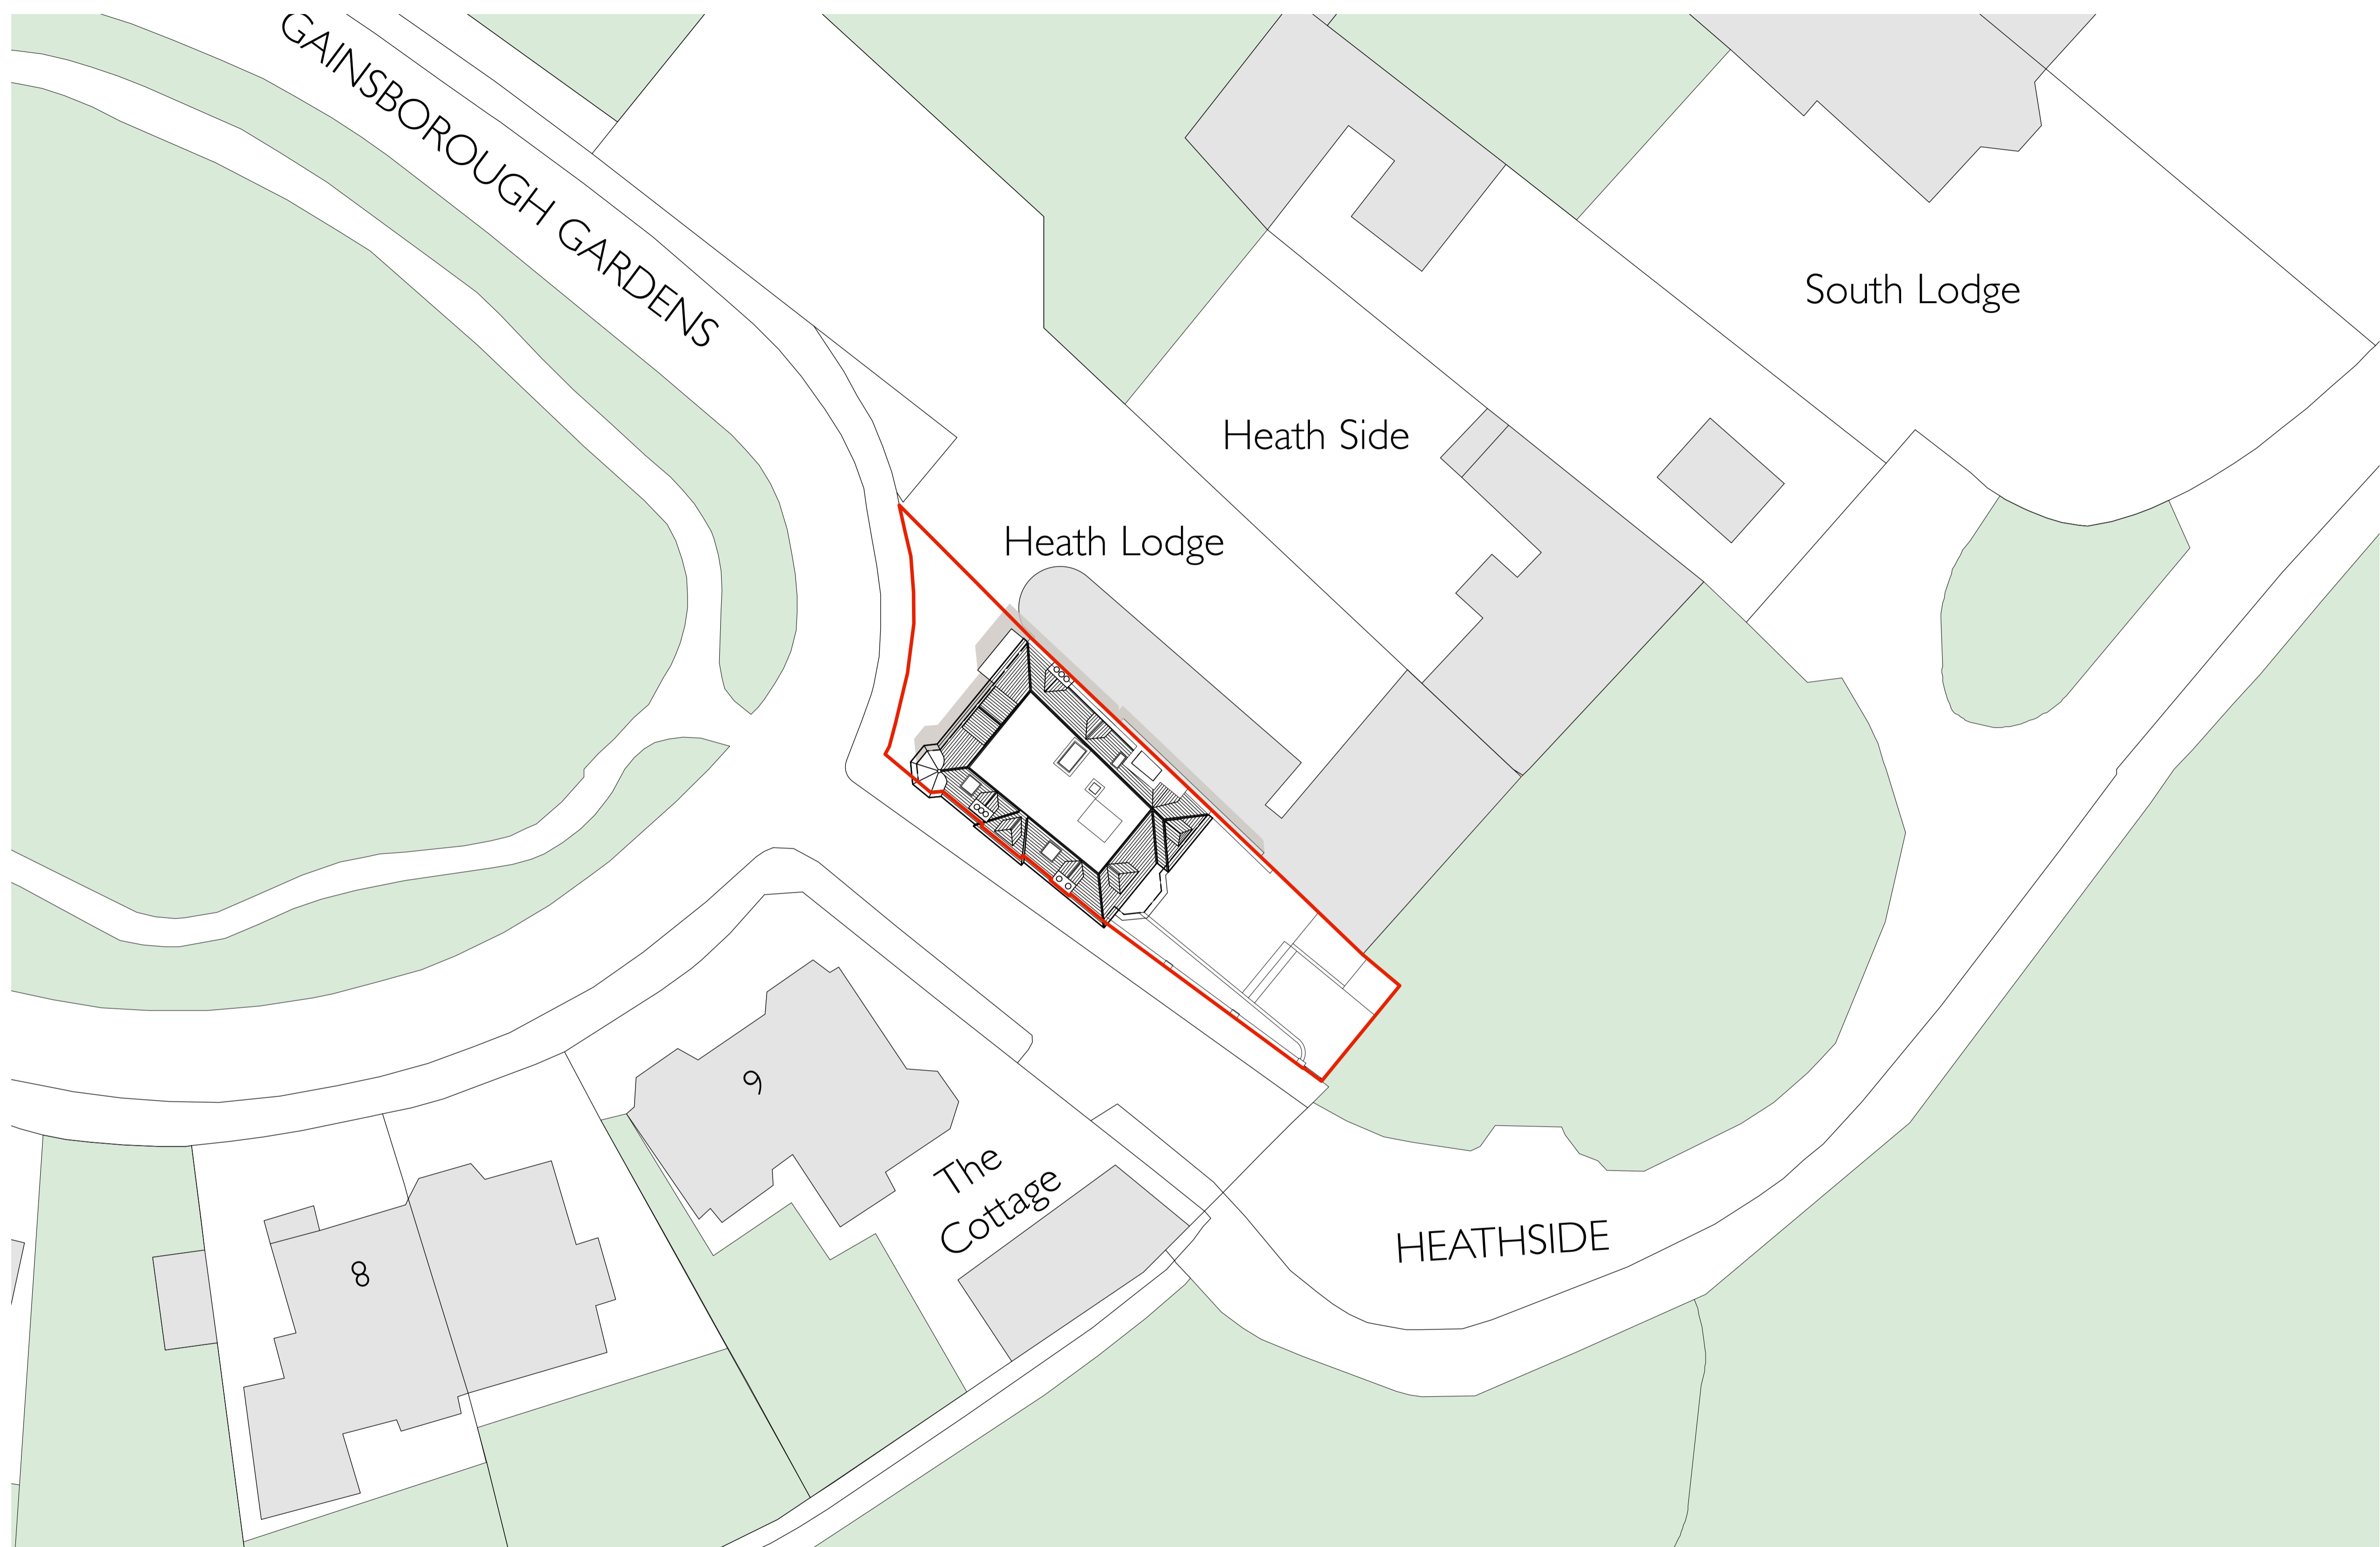 GAINSBOROUGH GARDENS
South Lodge
Heath Side
Heath Lodge
9
The
Cottage
HEATHSIDE
8